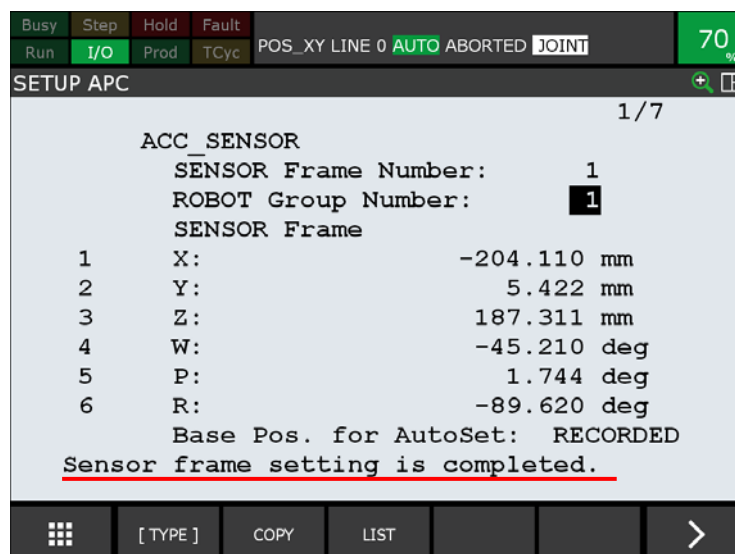 Busy Step Hold Fault
Run I/O Prod TCyc
POS_XY LINE 0 AUTO ABORTED JOINT
70
%
SETUP APC
1/7
ACC_SENSOR
SENSOR Frame Number: 1
ROBOT Group Number: 1
SENSOR Frame
1 X: -204.110 mm
2 Y: 5.422 mm
3 Z: 187.311 mm
4 W: -45.210 deg
5 P: 1.744 deg
6 R: -89.620 deg
Base Pos. for AutoSet: RECORDED
Sensor frame setting is completed.
[ TYPE ] COPY LIST >